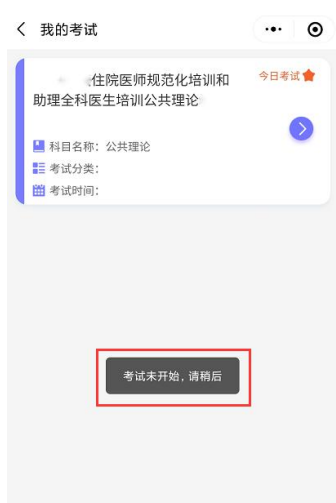 我的考试
住院医师规范化培训和
今日考试
助理全科医生培训公共理论
科目名称：公共理论
考试分类：
考试时间：
考试未开始，请稍后